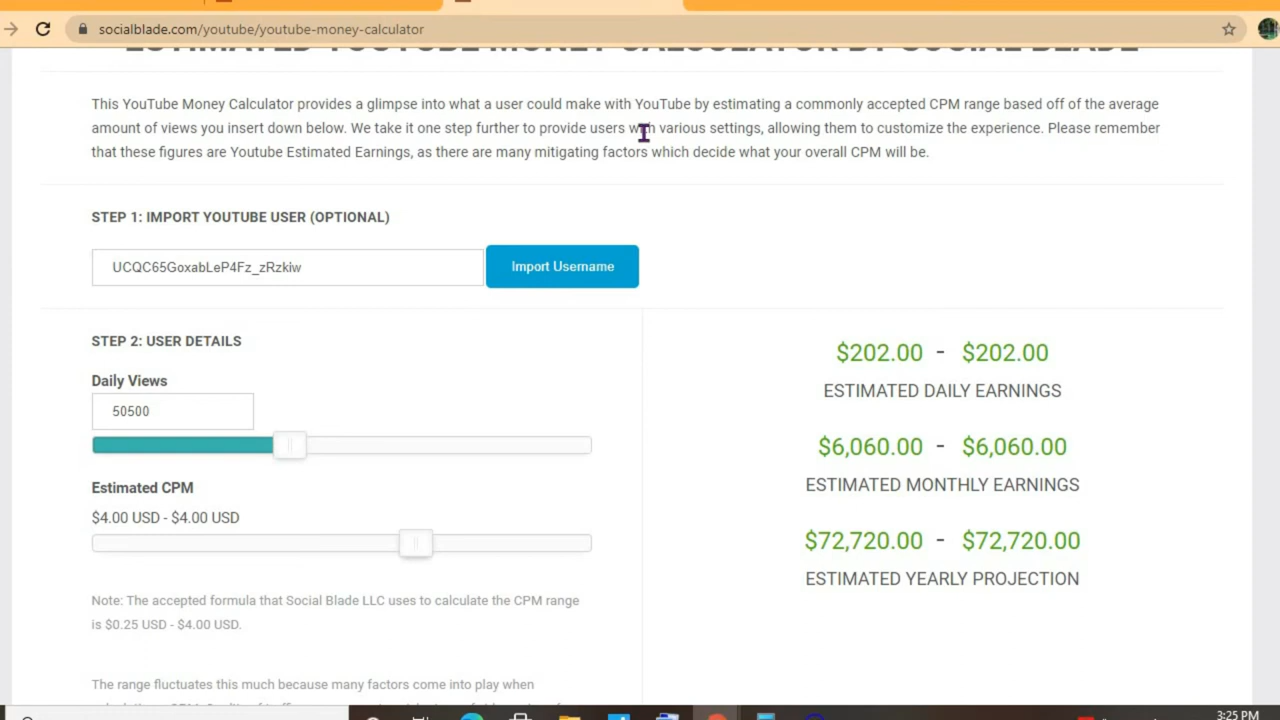 socialblade.com/youtube/youtube-money-calculator
ESTIMATED YOUTUBE MONEY CALCULATOR BY SOCIAL BLADE
This YouTube Money Calculator provides a glimpse into what a user could make with YouTube by estimating a commonly accepted CPM range based off of the average
amount of views you insert down below. We take it one step further to provide users with various settings, allowing them to customize the experience. Please remember
that these figures are Youtube Estimated Earnings, as there are many mitigating factors which decide what your overall CPM will be.
STEP 1: IMPORT YOUTUBE USER (OPTIONAL)
UCQC65GoxabLeP4Fz_zRzkiw
Import Username
STEP 2: USER DETAILS
Daily Views
50500
Estimated CPM
$4.00 USD - $4.00 USD
Note: The accepted formula that Social Blade LLC uses to calculate the CPM range
is $0.25 USD - $4.00 USD.
The range fluctuates this much because many factors come into play when
$202.00 - $202.00
ESTIMATED DAILY EARNINGS
$6,060.00 - $6,060.00
ESTIMATED MONTHLY EARNINGS
$72,720.00 - $72,720.00
ESTIMATED YEARLY PROJECTION
3:25 PM